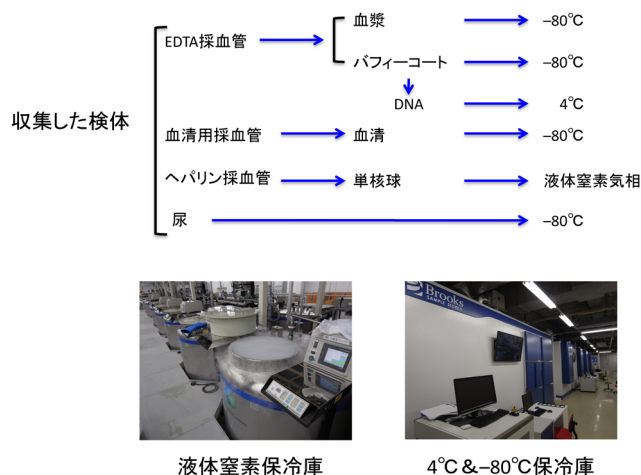 血漿 –80℃
EDTA採血管
バフィーコート –80℃
DNA 4℃
収集した検体
血清用採血管 血清 –80℃
ヘパリン採血管 単核球 液体窒素気相
尿 –80℃
Brooks
液体窒素保冷庫 4℃&–80℃保冷庫